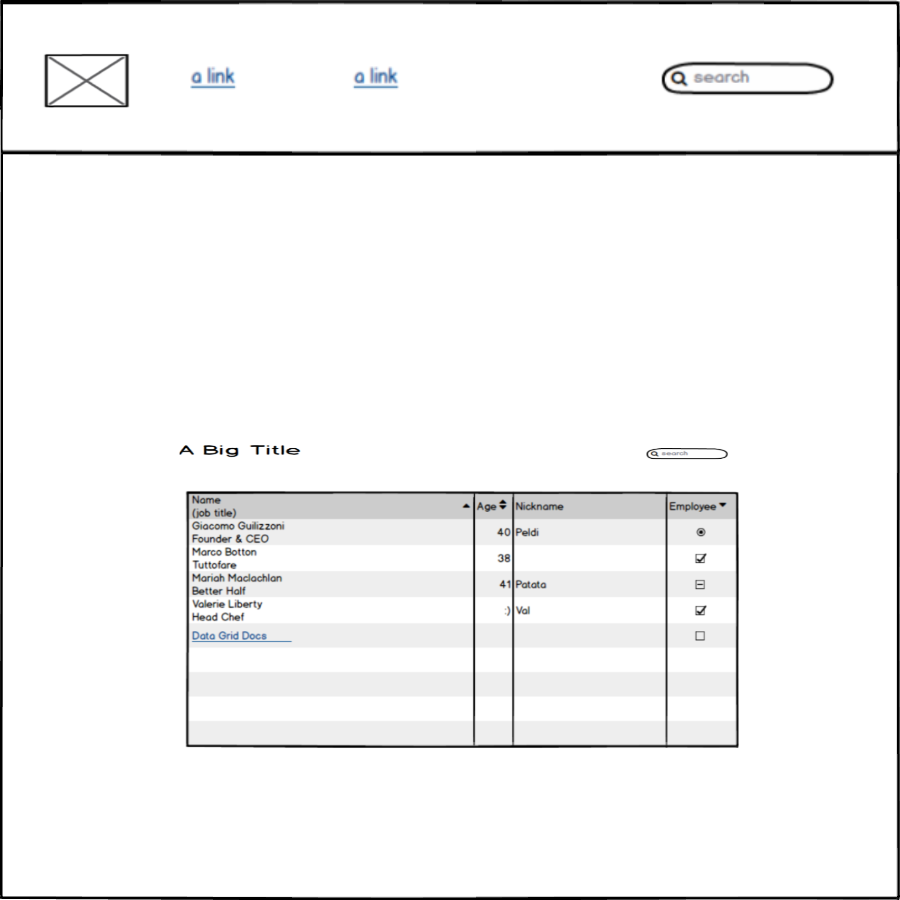 a link a link search
A Big Title search
Name
(job title) Age Nickname Employee
Giacomo Guilizzoni
Founder & CEO 40 Peldi
Marco Botton
Tuttofare 38
Mariah Maclachlan
Better Half 41 Patata
Valerie Liberty
Head Chef :) Val
Data Grid Docs